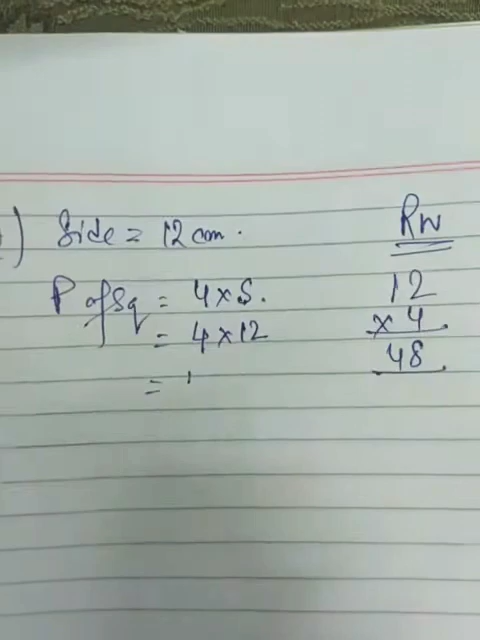 ) Side = 12 cm.
P of Sq = 4 × S.
= 4 × 12
=
RW
12
× 4
48